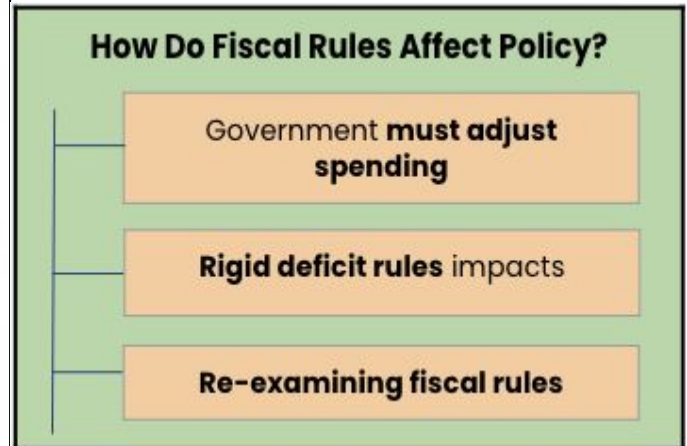 How Do Fiscal Rules Affect Policy?
Government must adjust
spending
Rigid deficit rules impacts
Re-examining fiscal rules